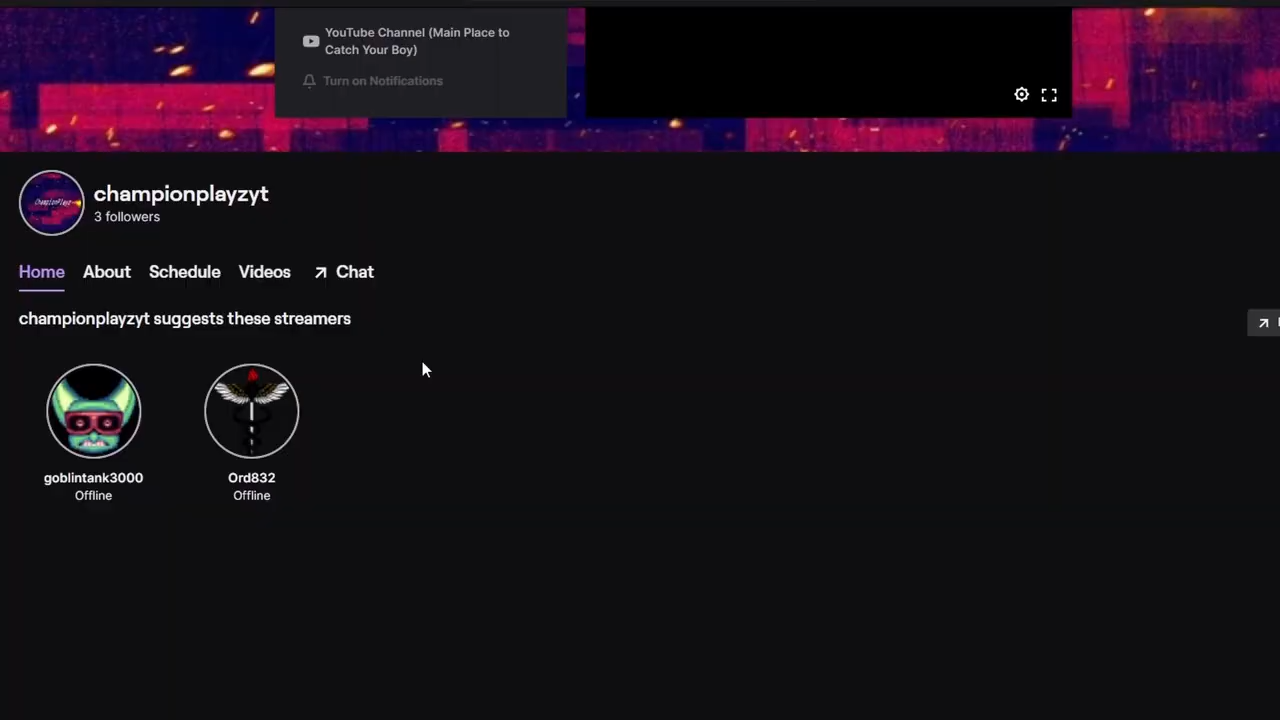 YouTube Channel (Main Place to
Catch Your Boy)
Turn on Notifications
ChampionPlayz
championplayzyt
3 followers
Home About Schedule Videos Chat
championplayzyt suggests these streamers
goblintank3000 Ord832
Offline Offline